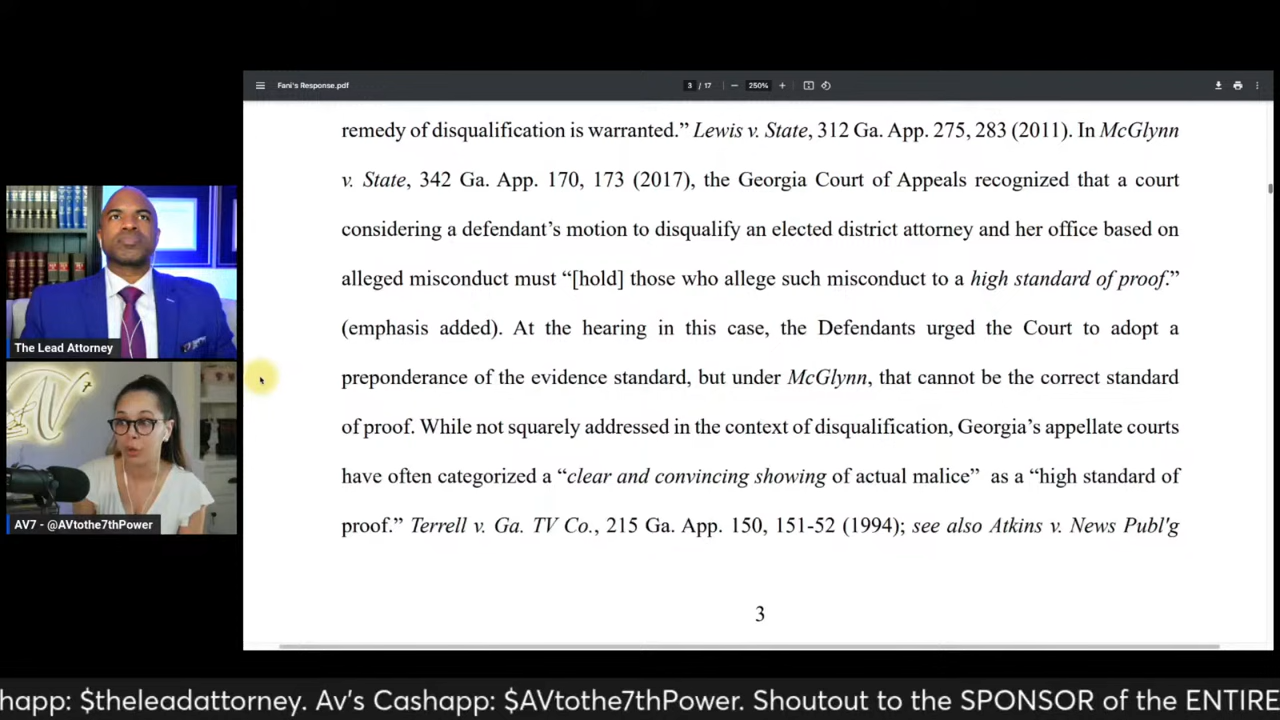 Fani's Response.pdf
3 / 17
250%
remedy of disqualification is warranted.” Lewis v. State, 312 Ga. App. 275, 283 (2011). In McGlynn
v. State, 342 Ga. App. 170, 173 (2017), the Georgia Court of Appeals recognized that a court
considering a defendant’s motion to disqualify an elected district attorney and her office based on
alleged misconduct must “[hold] those who allege such misconduct to a high standard of proof.”
(emphasis added). At the hearing in this case, the Defendants urged the Court to adopt a
preponderance of the evidence standard, but under McGlynn, that cannot be the correct standard
of proof. While not squarely addressed in the context of disqualification, Georgia’s appellate courts
have often categorized a “clear and convincing showing of actual malice” as a “high standard of
proof.” Terrell v. Ga. TV Co., 215 Ga. App. 150, 151-52 (1994); see also Atkins v. News Publ'g
3
The Lead Attorney
AV7
AV7 - @AVtothe7thPower
happ: $theleadattorney. Av's Cashapp: $AVtothe7thPower. Shoutout to the SPONSOR of the ENTIRE